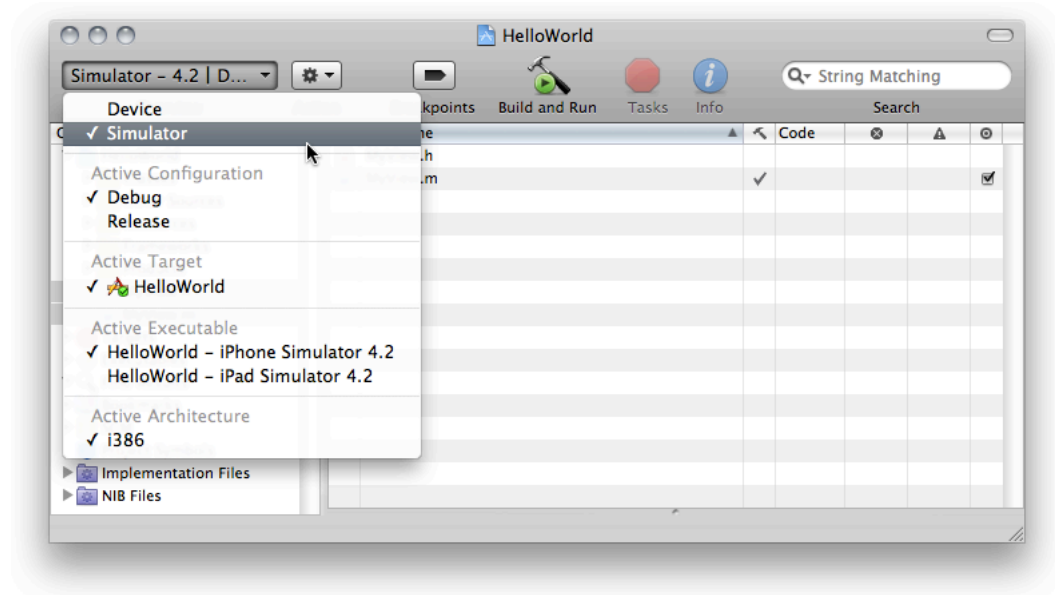 HelloWorld
Simulator – 4.2 | D...
String Matching
kpoints
Build and Run
Tasks
Info
Search
Device
✓ Simulator
Code
.h
Active Configuration
.m
✓ Debug
Release
Active Target
✓ HelloWorld
Active Executable
✓ HelloWorld – iPhone Simulator 4.2
HelloWorld – iPad Simulator 4.2
Active Architecture
✓ i386
Implementation Files
NIB Files